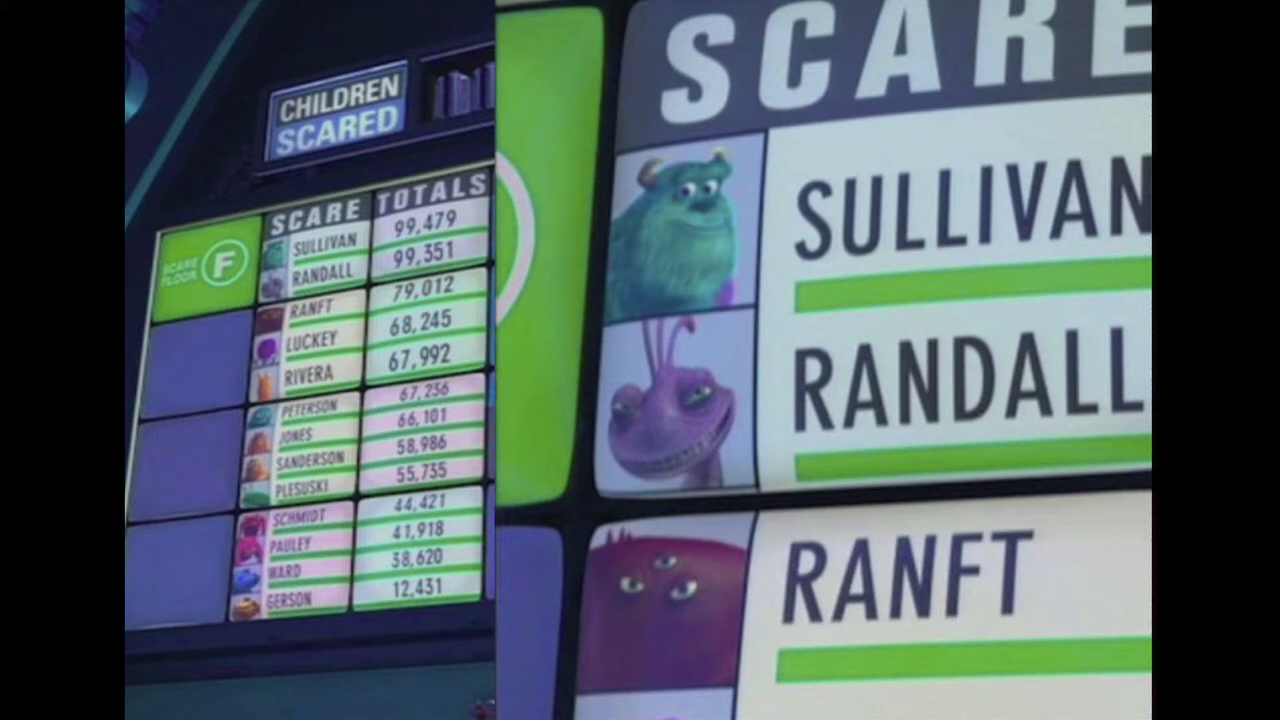 CHILDREN
SCARED
SCARE TOTALS
SCARE
FLOOR
F
SULLIVAN 99,479
RANDALL 99,351
RANFT 79,012
LUCKEY 68,245
RIVERA 67,992
PETERSON 67,236
JONES 66,101
SANDERSON 58,986
PLESUSKI 55,735
SCHMIDT 44,421
PAULEY 41,918
WARD 38,620
GERSON 12,431
SCARE
SULLIVAN
RANDALL
RANFT